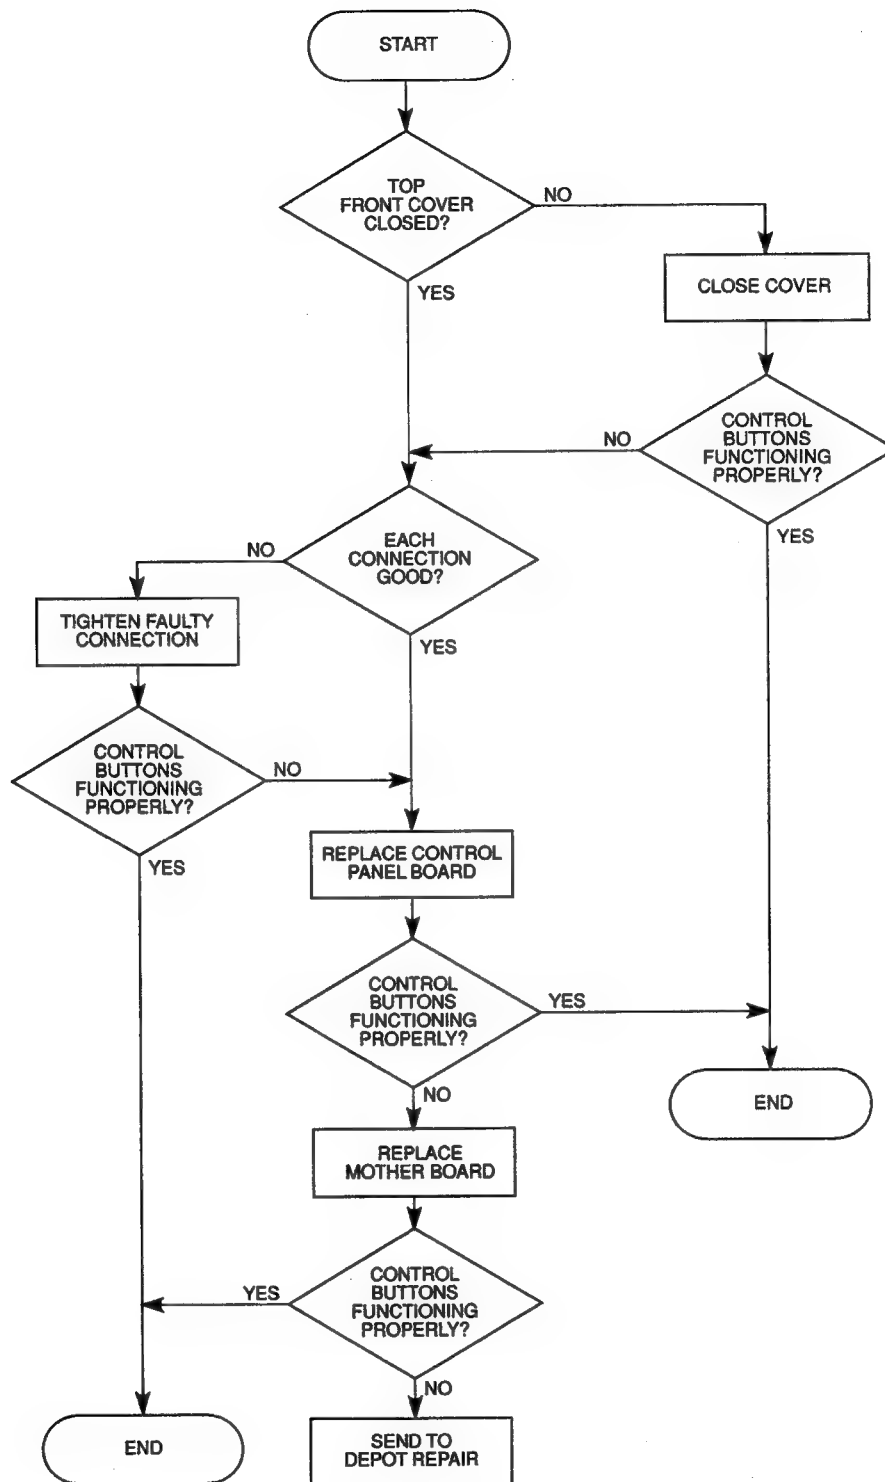 START
TOP
FRONT COVER
CLOSED?
NO
YES
CLOSE COVER
CONTROL
BUTTONS
FUNCTIONING
PROPERLY?
NO
YES
EACH
CONNECTION
GOOD?
NO
YES
TIGHTEN FAULTY
CONNECTION
CONTROL
BUTTONS
FUNCTIONING
PROPERLY?
NO
YES
REPLACE CONTROL
PANEL BOARD
CONTROL
BUTTONS
FUNCTIONING
PROPERLY?
YES
NO
END
REPLACE
MOTHER BOARD
CONTROL
BUTTONS
FUNCTIONING
PROPERLY?
YES
NO
END
SEND TO
DEPOT REPAIR